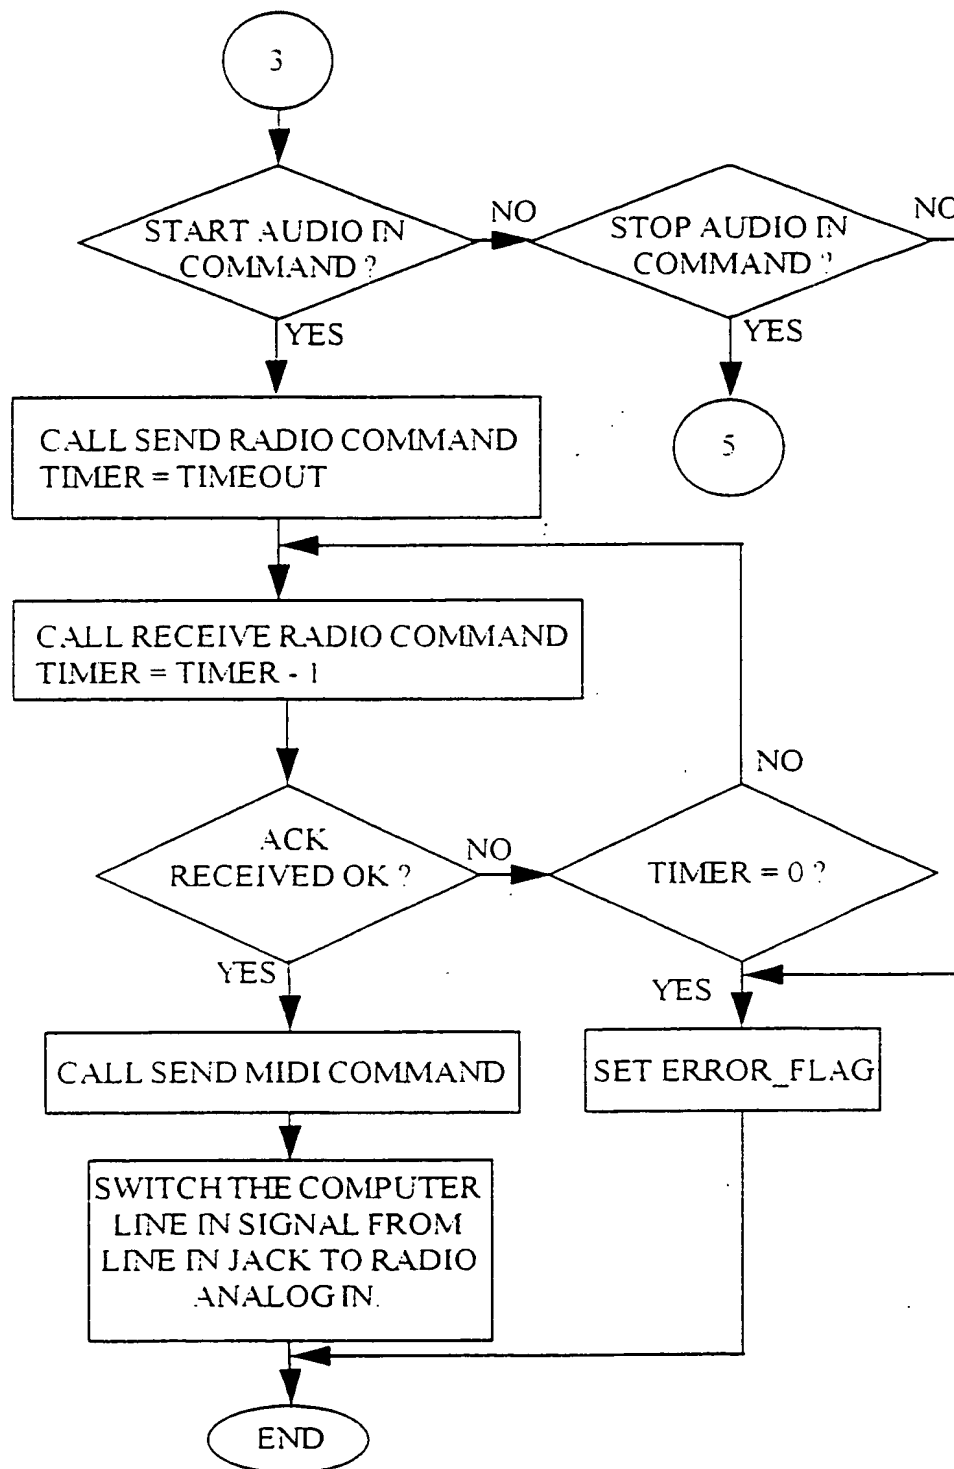 3
START AUDIO IN
COMMAND ?
NO
STOP AUDIO IN
COMMAND ?
NO
YES
YES
CALL SEND RADIO COMMAND
TIMER = TIMEOUT
5
CALL RECEIVE RADIO COMMAND
TIMER = TIMER - 1
NO
ACK
RECEIVED OK ?
NO
TIMER = 0 ?
YES
YES
CALL SEND MIDI COMMAND
SET ERROR_FLAG
SWITCH THE COMPUTER
LINE IN SIGNAL FROM
LINE IN JACK TO RADIO
ANALOG IN.
END